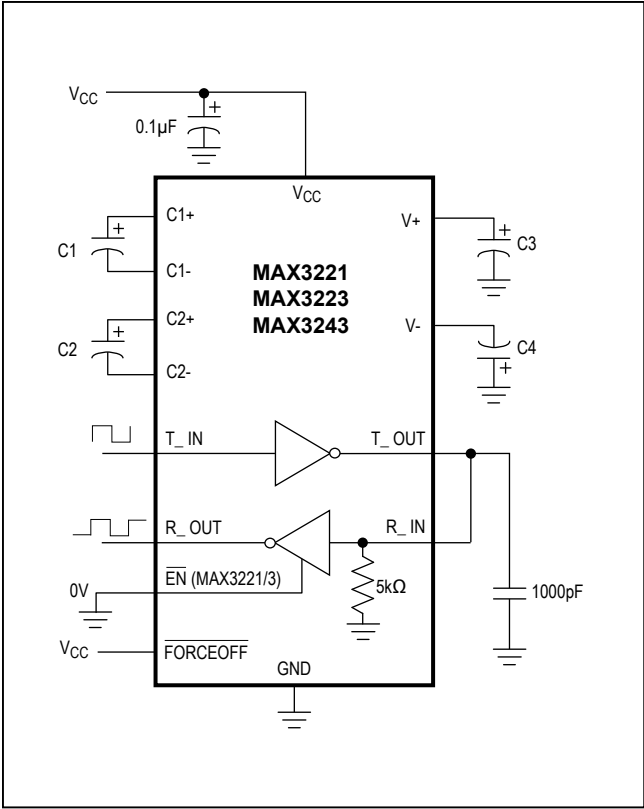 VCC
+
0.1µF
VCC
C1+
V+
+
C1
+
C3
C1-
MAX3221
MAX3223
MAX3243
C2+
V-
+
C2
C4
+
C2-
T_ IN
T_ OUT
R_ OUT
R_ IN
EN (MAX3221/3)
0V
5kΩ
1000pF
VCC
FORCEOFF
GND